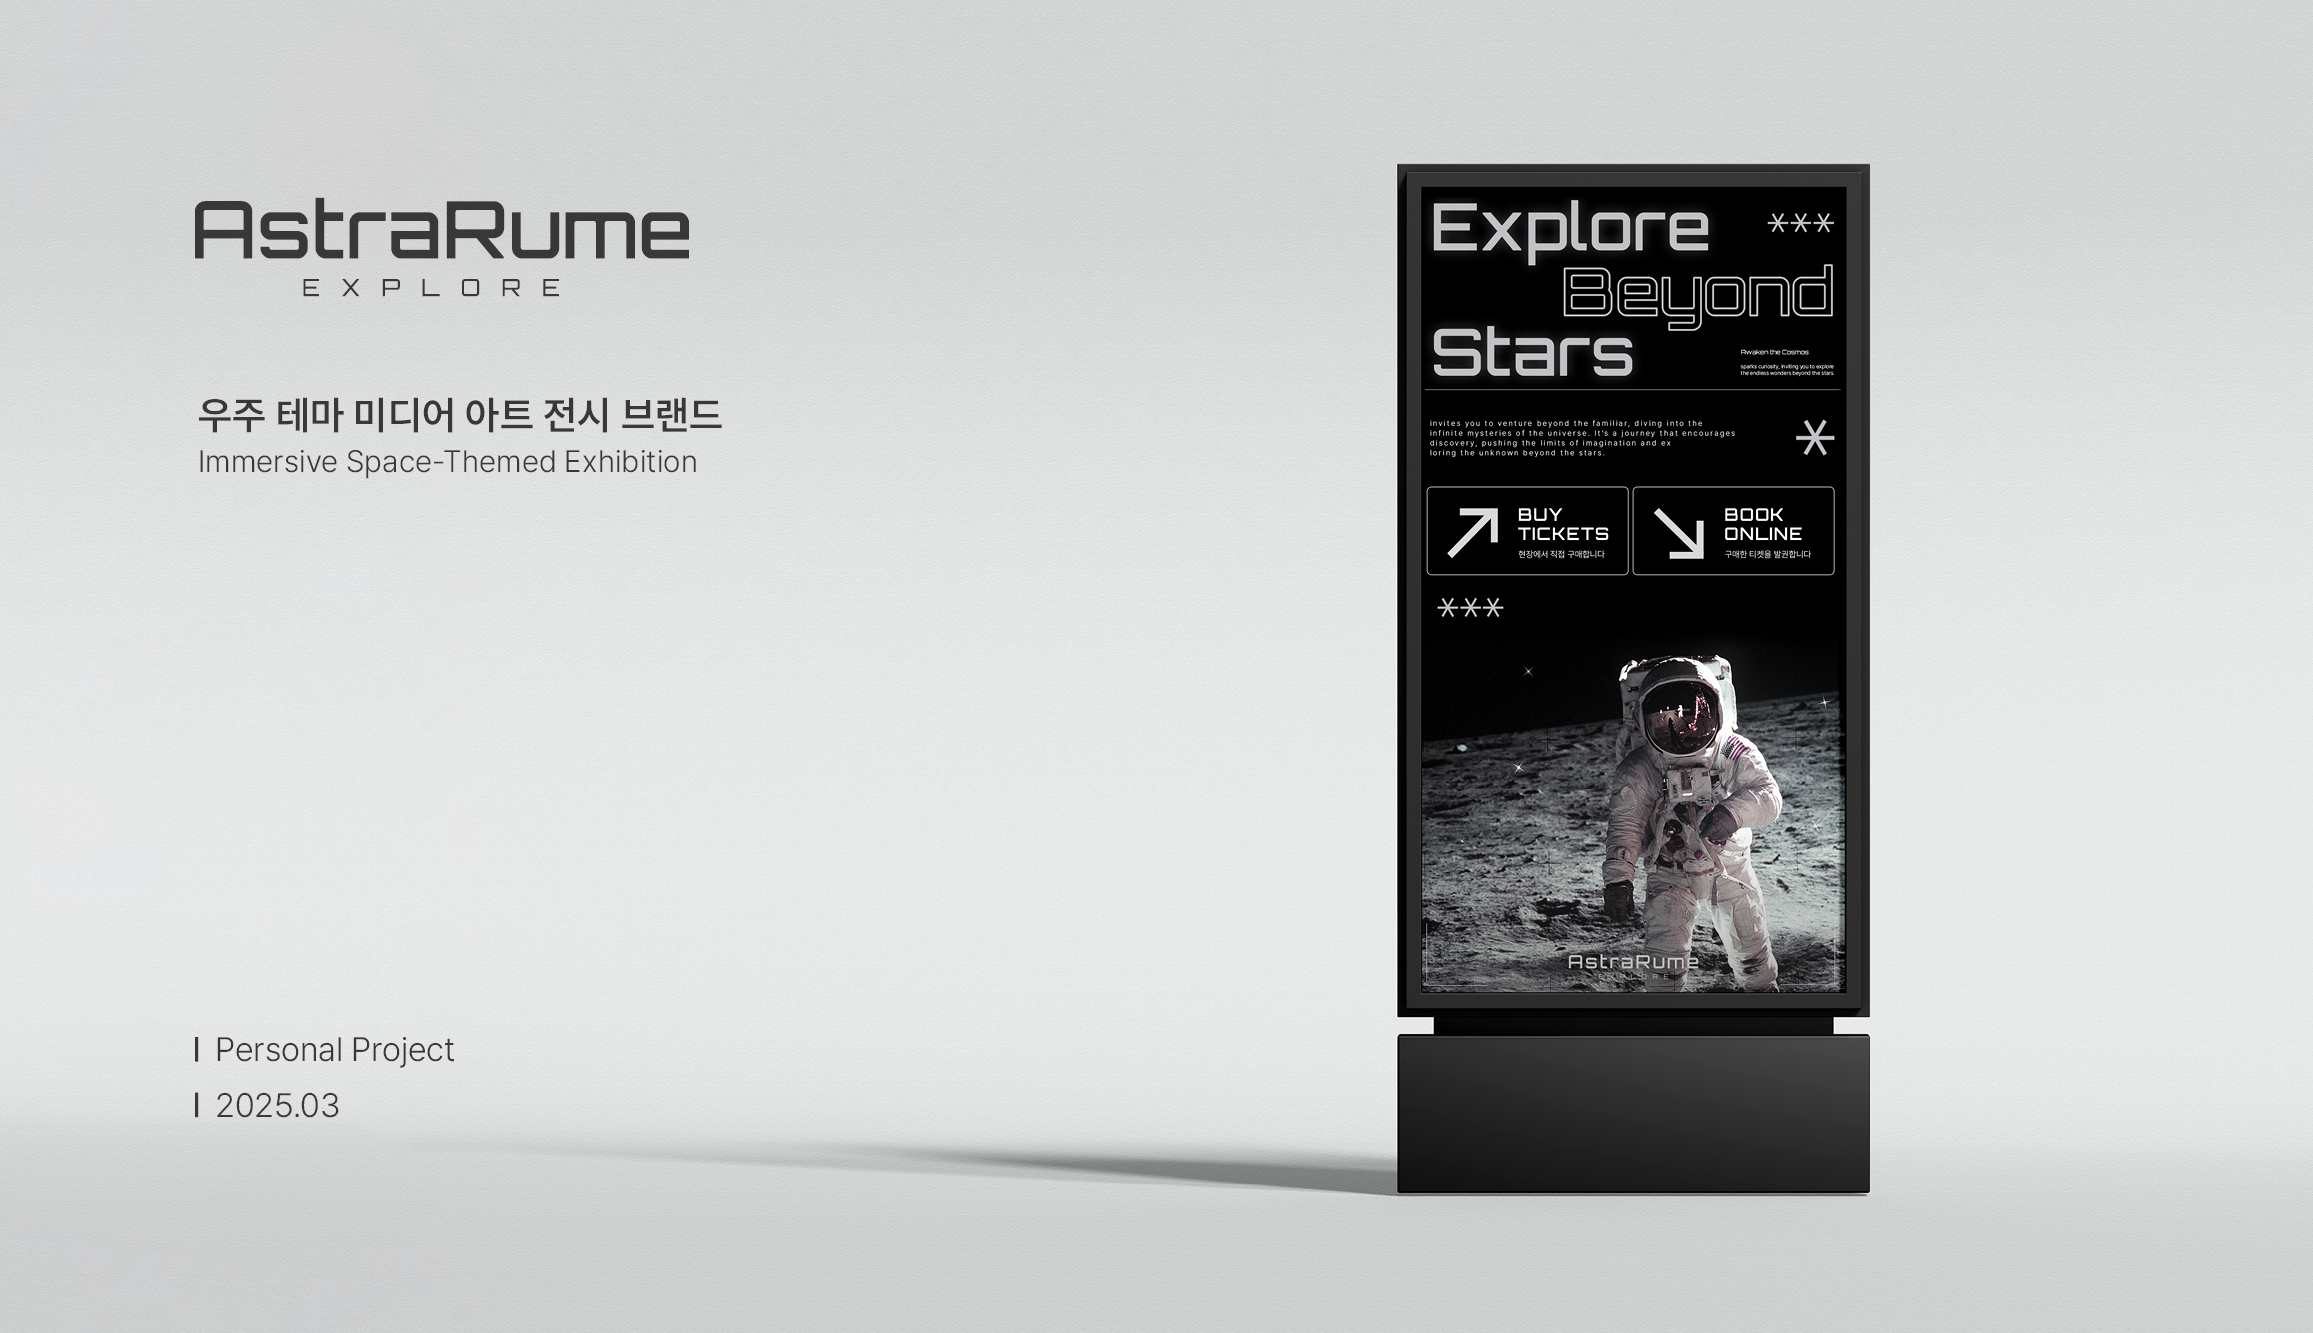 AstraRume
EXPLORE
우주 테마 미디어 아트 전시 브랜드
Immersive Space-Themed Exhibition
Personal Project
2025.03
Explore
Beyond
Stars
Awaken the Cosmos
sparks curiosity, inviting you to explore
the endless wonders beyond the stars.
invites you to venture beyond the familiar, diving into the
infinite mysteries of the universe. It's a journey that encourages
discovery, pushing the limits of imagination and ex
loring the unknown beyond the stars.
BUY
TICKETS
현장에서 직접 구매합니다
BOOK
ONLINE
구매한 티켓을 발권합니다
AstraRume
EXPLORE